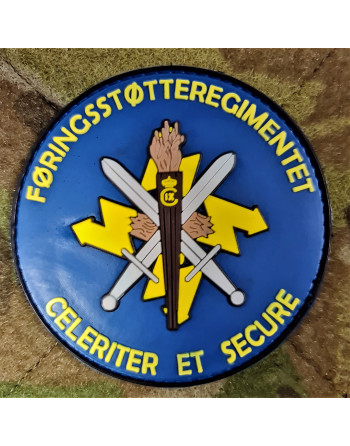 FØRINGSSTØTTEREGIMENTET
CELERITER ET SECURE